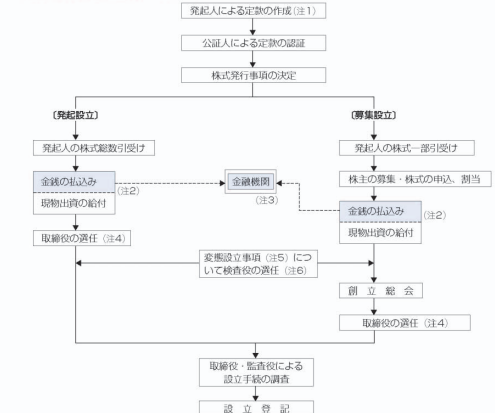 発起人による定款の作成(注1)
公証人による定款の認証
株式発行事項の決定
〔発起設立〕
〔募集設立〕
発起人の株式総数引受け
発起人の株式一部引受け
金銭の払込み
現物出資の給付
(注2)
金融機関
(注3)
株主の募集・株式の申込、割当
金銭の払込み
現物出資の給付
(注2)
取締役の選任(注4)
変態設立事項(注5)につ
いて検査役の選任(注6)
創立総会
取締役の選任(注4)
取締役・監査役による
設立手続の調査
設立登記